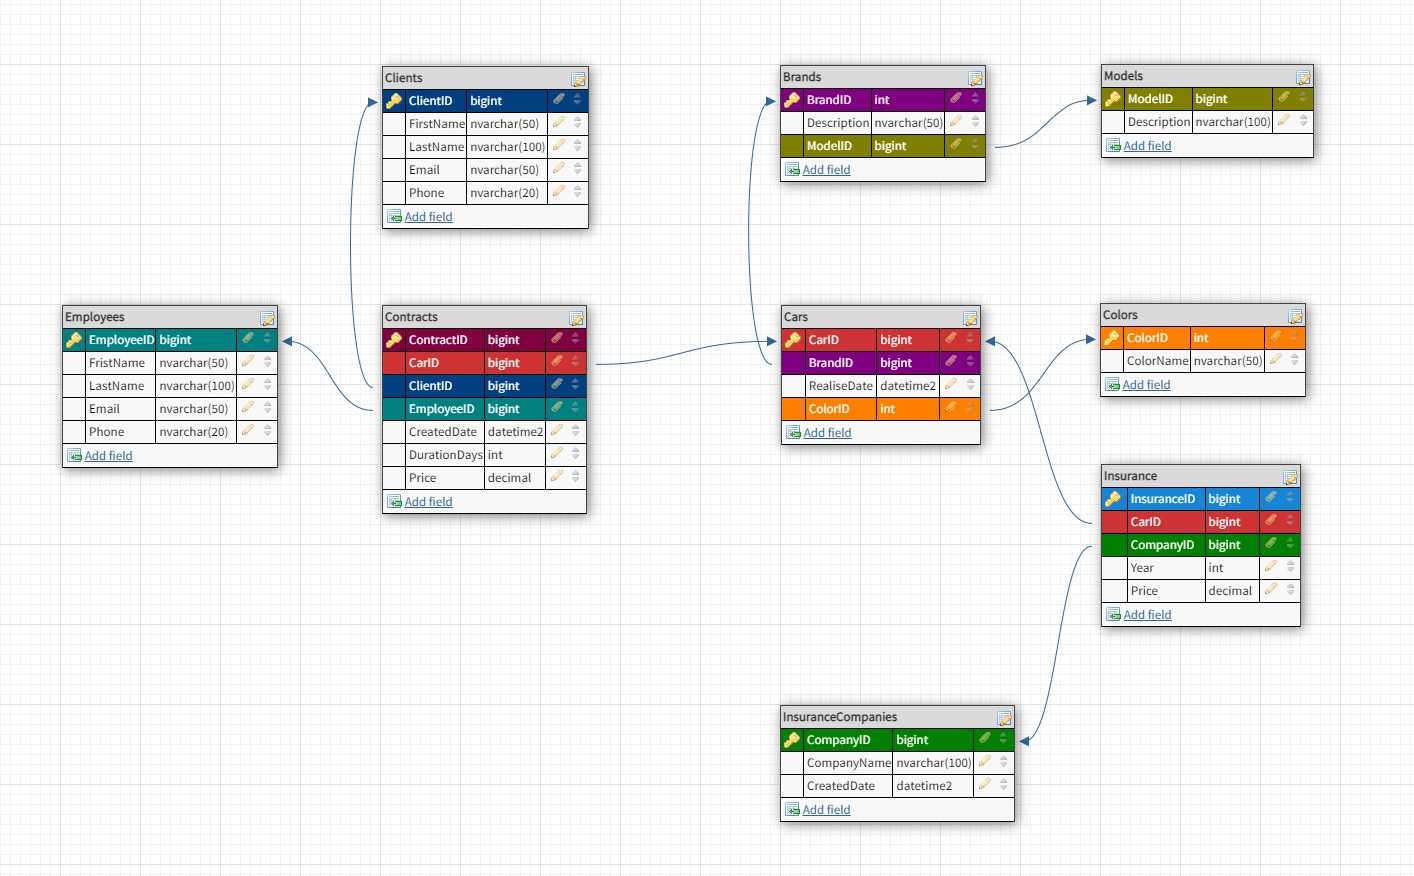 Clients
ClientID bigint
FirstName nvarchar(50)
LastName nvarchar(100)
Email nvarchar(50)
Phone nvarchar(20)
Add field
Brands
BrandID int
Description nvarchar(50)
ModelID bigint
Add field
Models
ModelID bigint
Description nvarchar(100)
Add field
Employees
EmployeeID bigint
FristName nvarchar(50)
LastName nvarchar(100)
Email nvarchar(50)
Phone nvarchar(20)
Add field
Contracts
ContractID bigint
CarID bigint
ClientID bigint
EmployeeID bigint
CreatedDate datetime2
DurationDays int
Price decimal
Add field
Cars
CarID bigint
BrandID bigint
RealiseDate datetime2
ColorID int
Add field
Colors
ColorID int
ColorName nvarchar(50)
Add field
Insurance
InsuranceID bigint
CarID bigint
CompanyID bigint
Year int
Price decimal
Add field
InsuranceCompanies
CompanyID bigint
CompanyName nvarchar(100)
CreatedDate datetime2
Add field